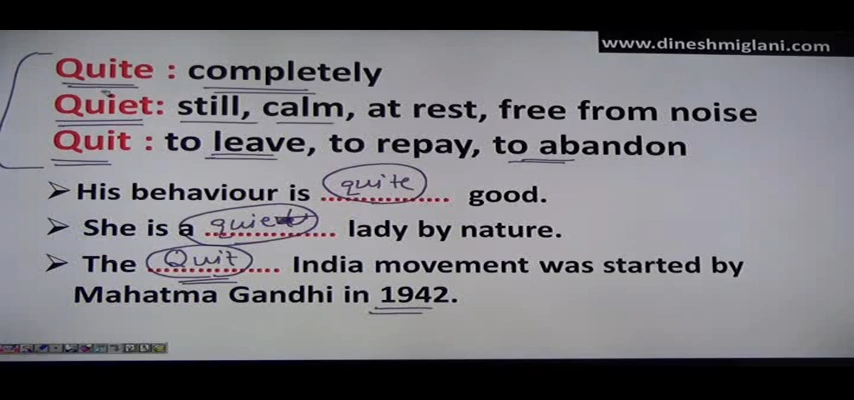 www.dineshmiglani.com
Quite : completely
Quiet: still, calm, at rest, free from noise
Quit : to leave, to repay, to abandon
➢ His behaviour is ...quite... good.
➢ She is a ...quiet... lady by nature.
➢ The ...Quit... India movement was started by
Mahatma Gandhi in 1942.